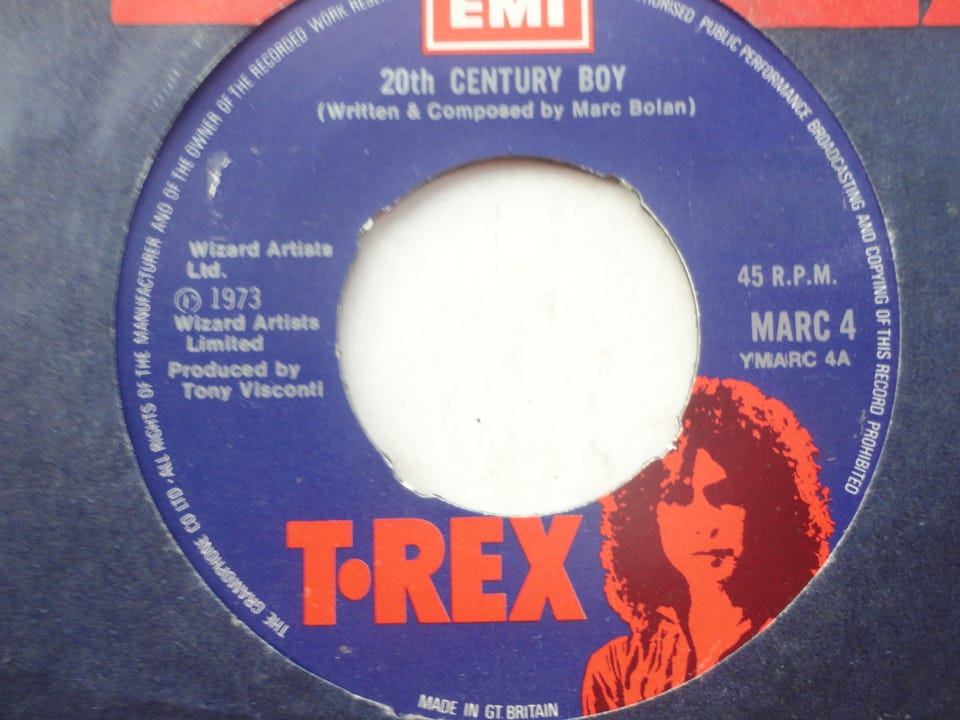 EMI
20th CENTURY BOY
(Written & Composed by Marc Bolan)
Wizard Artists
Ltd.
Ⓟ 1973
Wizard Artists
Limited
Produced by
Tony Visconti
45 R.P.M.
MARC 4
YMARC 4A
T·REX
THE GRAMOPHONE CO LTD · ALL RIGHTS OF THE MANUFACTURER AND OF THE OWNER OF THE RECORDED WORK
PUBLIC PERFORMANCE BROADCASTING AND COPYING OF THIS RECORD PROHIBITED
MADE IN GT. BRITAIN